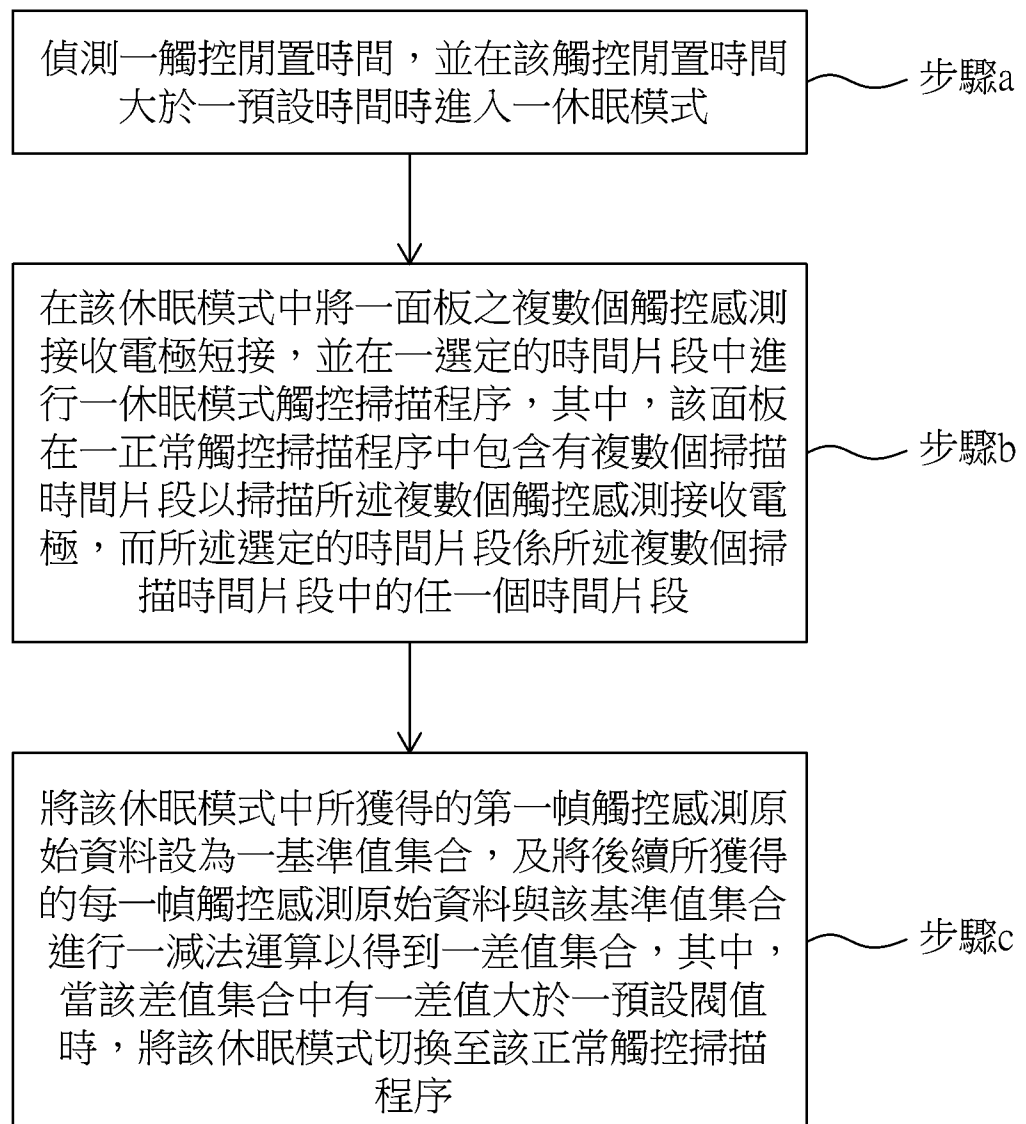 偵測一觸控閒置時間，並在該觸控閒置時間
大於一預設時間時進入一休眠模式
步驟a
在該休眠模式中將一面板之複數個觸控感測
接收電極短接，並在一選定的時間片段中進
行一休眠模式觸控掃描程序，其中，該面板
在一正常觸控掃描程序中包含有複數個掃描
時間片段以掃描所述複數個觸控感測接收電
極，而所述選定的時間片段係所述複數個掃
描時間片段中的任一個時間片段
步驟b
將該休眠模式中所獲得的第一幀觸控感測原
始資料設為一基準值集合，及將後續所獲得
的每一幀觸控感測原始資料與該基準值集合
進行一減法運算以得到一差值集合，其中，
當該差值集合中有一差值大於一預設閥值
時，將該休眠模式切換至該正常觸控掃描
程序
步驟c